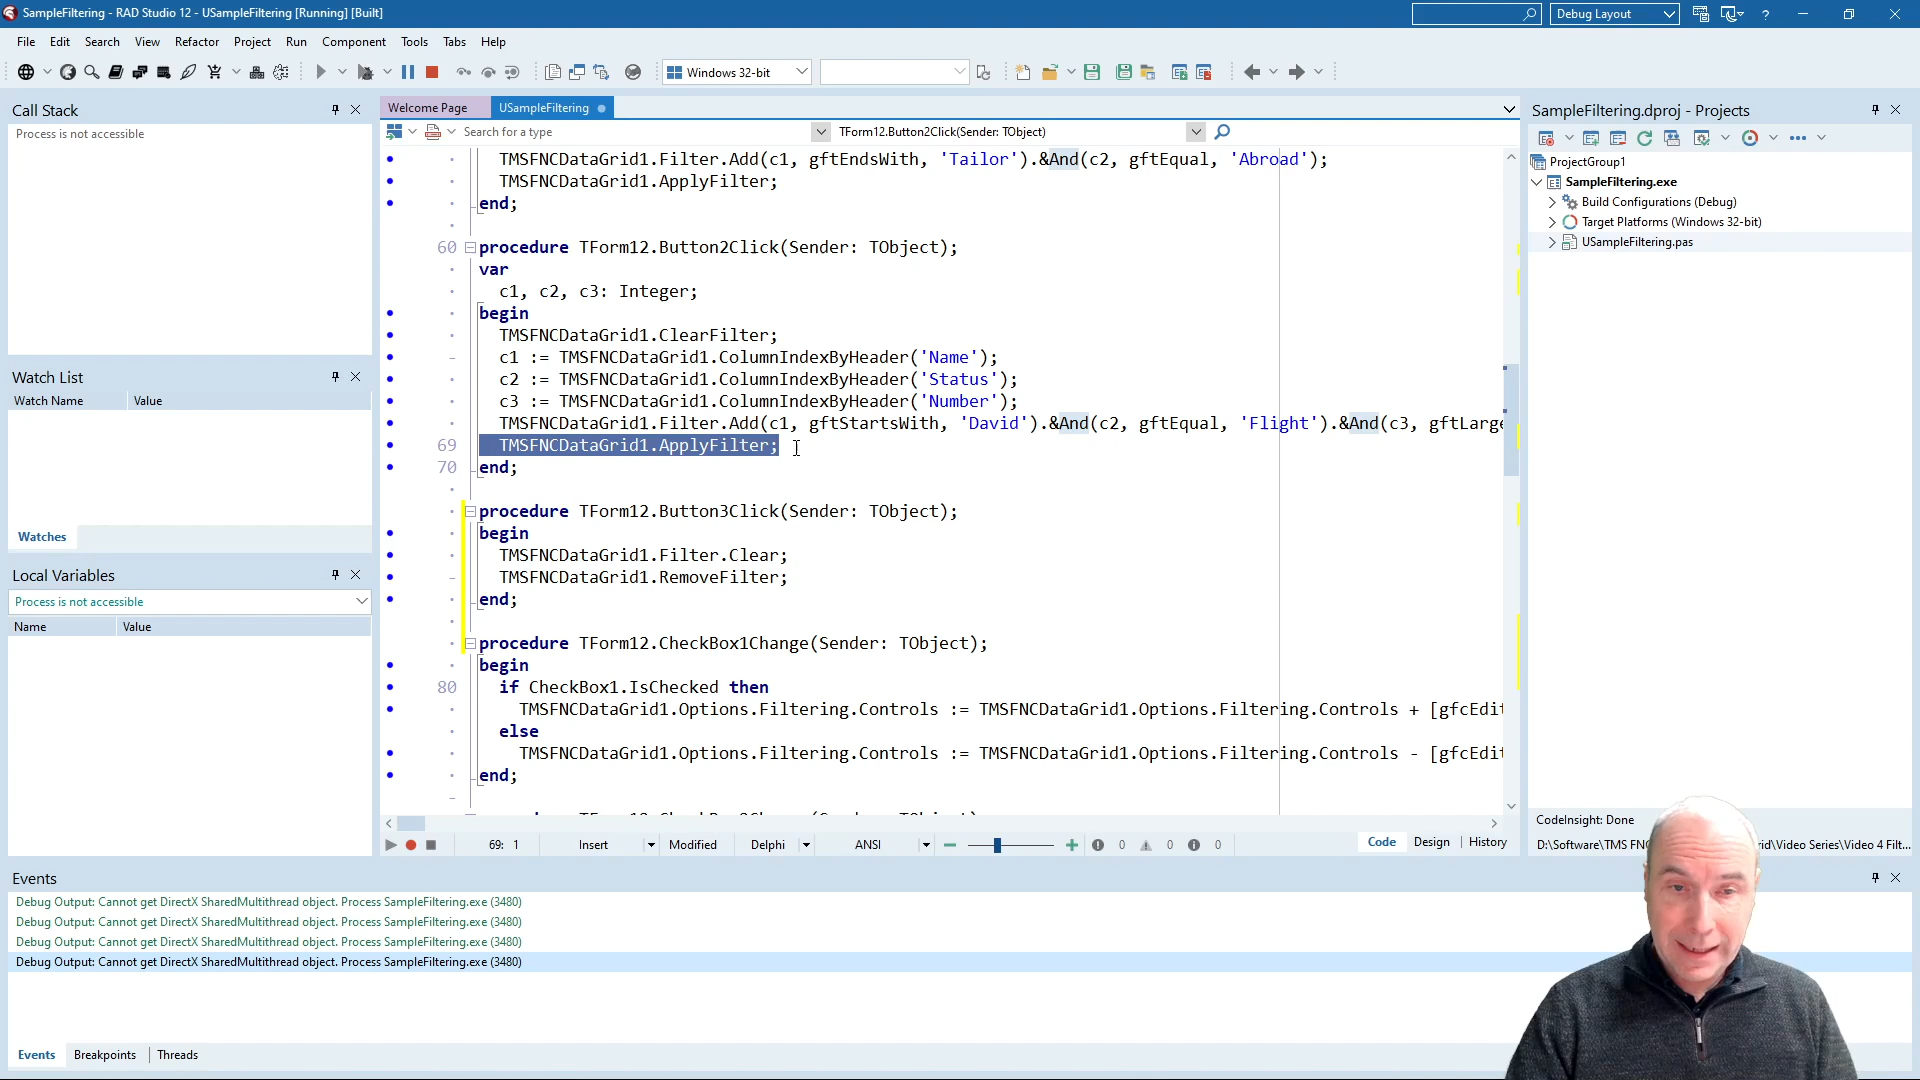 SampleFiltering - RAD Studio 12 - USampleFiltering [Running] [Built]
Debug Layout
File Edit Search View Refactor Project Run Component Tools Tabs Help
Windows 32-bit
Call Stack
Process is not accessible
Watch List
Watch Name Value
Watches
Local Variables
Process is not accessible
Name Value
Welcome Page USampleFiltering
Search for a type TForm12.Button2Click(Sender: TObject)
TMSFNCDataGrid1.Filter.Add(c1, gftEndsWith, 'Tailor').&And(c2, gftEqual, 'Abroad');
TMSFNCDataGrid1.ApplyFilter;
end;
60 procedure TForm12.Button2Click(Sender: TObject);
var
c1, c2, c3: Integer;
begin
TMSFNCDataGrid1.ClearFilter;
c1 := TMSFNCDataGrid1.ColumnIndexByHeader('Name');
c2 := TMSFNCDataGrid1.ColumnIndexByHeader('Status');
c3 := TMSFNCDataGrid1.ColumnIndexByHeader('Number');
TMSFNCDataGrid1.Filter.Add(c1, gftStartsWith, 'David').&And(c2, gftEqual, 'Flight').&And(c3, gftLarge
69 TMSFNCDataGrid1.ApplyFilter;
70 end;
procedure TForm12.Button3Click(Sender: TObject);
begin
TMSFNCDataGrid1.Filter.Clear;
TMSFNCDataGrid1.RemoveFilter;
end;
procedure TForm12.CheckBox1Change(Sender: TObject);
begin
80 if CheckBox1.IsChecked then
TMSFNCDataGrid1.Options.Filtering.Controls := TMSFNCDataGrid1.Options.Filtering.Controls + [gfcEdit
else
TMSFNCDataGrid1.Options.Filtering.Controls := TMSFNCDataGrid1.Options.Filtering.Controls - [gfcEdit
end;
69: 1 Insert Modified Delphi ANSI 0 0 0 Code Design History
SampleFiltering.dproj - Projects
ProjectGroup1
SampleFiltering.exe
Build Configurations (Debug)
Target Platforms (Windows 32-bit)
USampleFiltering.pas
CodeInsight: Done
D:\Software\TMS FNC rid\Video Series\Video 4 Filt...
Events
Debug Output: Cannot get DirectX SharedMultithread object. Process SampleFiltering.exe (3480)
Debug Output: Cannot get DirectX SharedMultithread object. Process SampleFiltering.exe (3480)
Debug Output: Cannot get DirectX SharedMultithread object. Process SampleFiltering.exe (3480)
Debug Output: Cannot get DirectX SharedMultithread object. Process SampleFiltering.exe (3480)
Events Breakpoints Threads